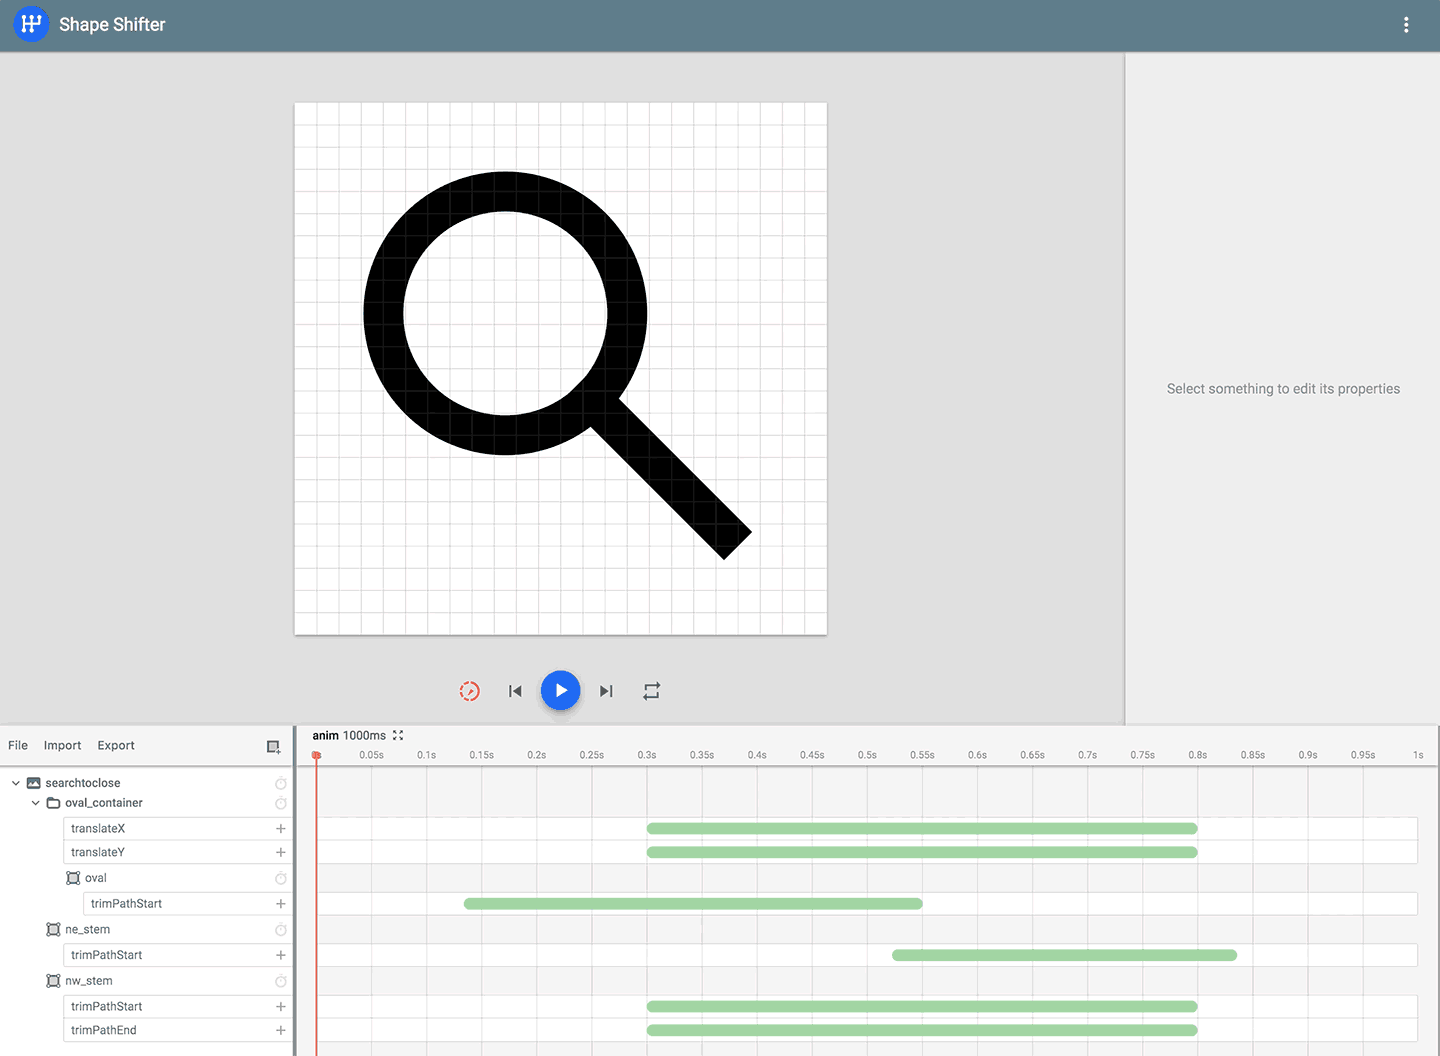 Shape Shifter
Select something to edit its properties
File Import Export
anim 1000ms
0.05s 0.1s 0.15s 0.2s 0.25s 0.3s 0.35s 0.4s 0.45s 0.5s 0.55s 0.6s 0.65s 0.7s 0.75s 0.8s 0.85s 0.9s 0.95s 1s
searchtoclose
oval_container
translateX
translateY
oval
trimPathStart
ne_stem
trimPathStart
nw_stem
trimPathStart
trimPathEnd